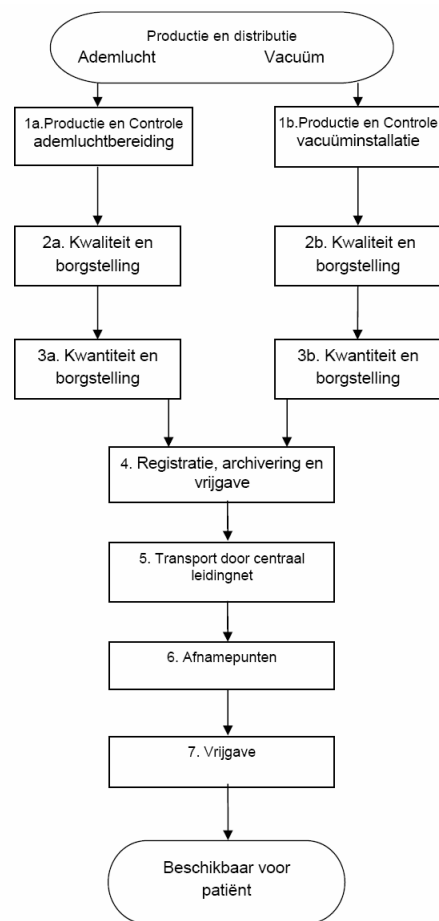 Productie en distributie
Ademlucht Vacuüm
1a.Productie en Controle
ademluchtbereiding
1b.Productie en Controle
vacuüminstallatie
2a. Kwaliteit en
borgstelling
2b. Kwaliteit en
borgstelling
3a. Kwantiteit en
borgstelling
3b. Kwantiteit en
borgstelling
4. Registratie, archivering en
vrijgave
5. Transport door centraal
leidingnet
6. Afnamepunten
7. Vrijgave
Beschikbaar voor
patiënt